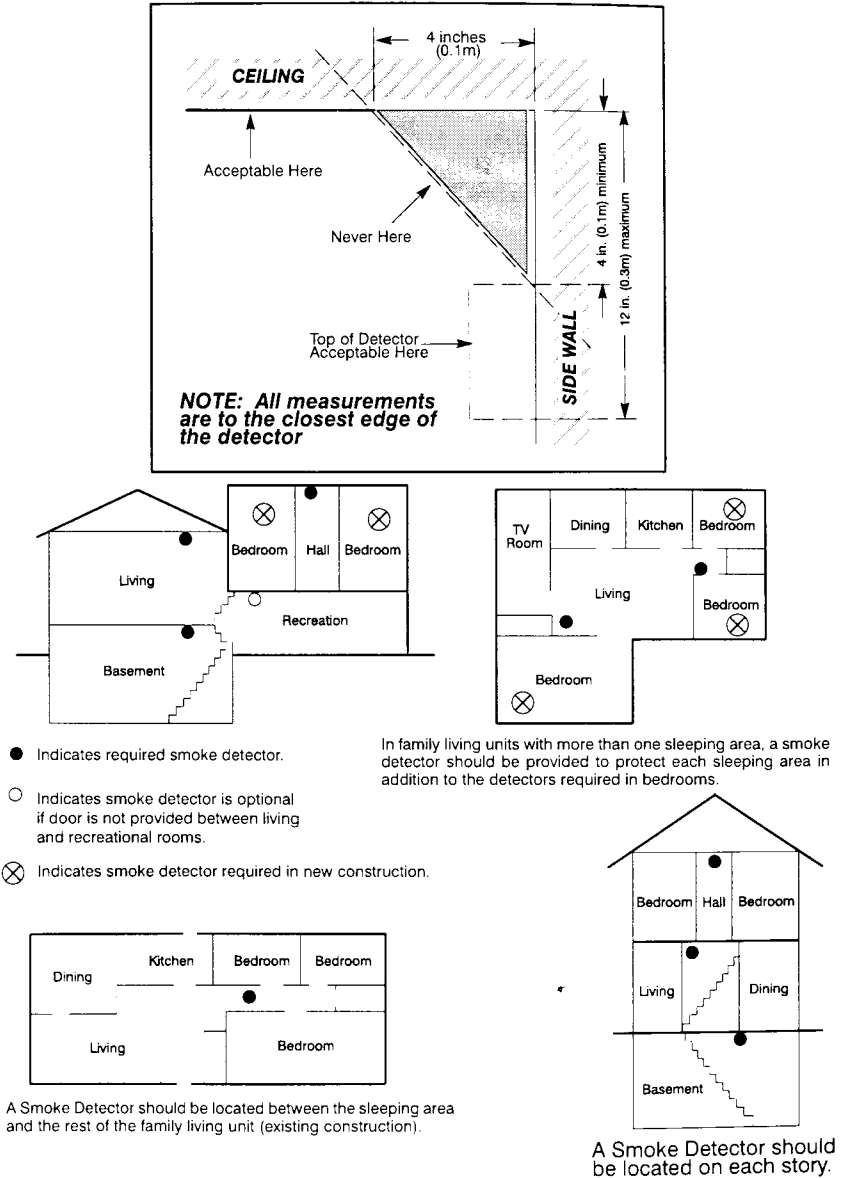 4 inches
(0.1m)
CEILING
Acceptable Here
Never Here
4 in. (0.1m) minimum
12 in. (0.3m) maximum
Top of Detector
Acceptable Here
SIDE WALL
NOTE: All measurements
are to the closest edge of
the detector
Bedroom
Hall
Bedroom
Living
Recreation
Basement
TV
Room
Dining
Kitchen
Bedroom
Living
Bedroom
Bedroom
Indicates required smoke detector.
Indicates smoke detector is optional
if door is not provided between living
and recreational rooms.
Indicates smoke detector required in new construction.
In family living units with more than one sleeping area, a smoke
detector should be provided to protect each sleeping area in
addition to the detectors required in bedrooms.
Dining
Kitchen
Bedroom
Bedroom
Living
Bedroom
A Smoke Detector should be located between the sleeping area
and the rest of the family living unit (existing construction).
Bedroom
Hall
Bedroom
Living
Dining
Basement
A Smoke Detector should
be located on each story.